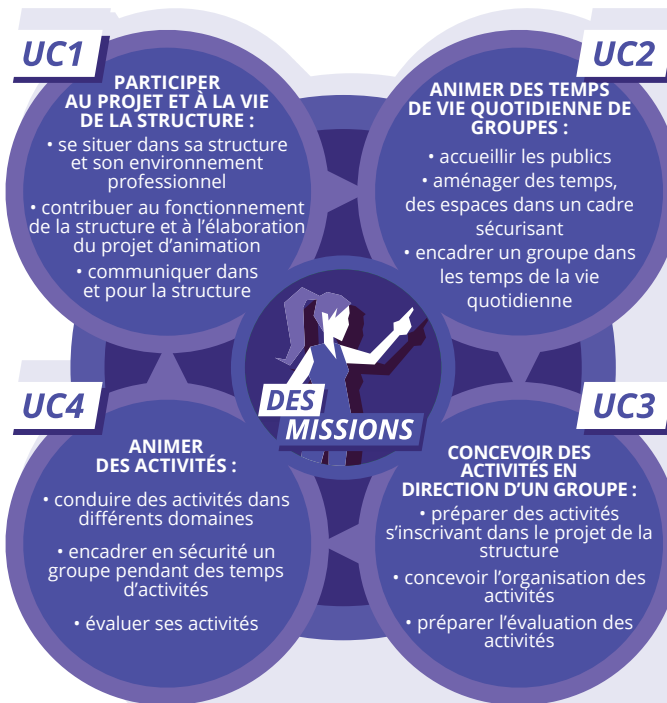 UC1
PARTICIPER
AU PROJET ET À LA VIE
DE LA STRUCTURE :
• se situer dans sa structure
et son environnement
professionnel
• contribuer au fonctionnement
de la structure et à l’élaboration
du projet d’animation
• communiquer dans
et pour la structure
UC2
ANIMER DES TEMPS
DE VIE QUOTIDIENNE DE
GROUPES :
• accueillir les publics
• aménager des temps,
des espaces dans un cadre
sécurisant
• encadrer un groupe dans
les temps de la vie
quotidienne
DES
MISSIONS
UC4
ANIMER
DES ACTIVITÉS :
• conduire des activités dans
différents domaines
• encadrer en sécurité un
groupe pendant des temps
d’activités
• évaluer ses activités
UC3
CONCEVOIR DES
ACTIVITÉS EN
DIRECTION D’UN GROUPE :
• préparer des activités
s’inscrivant dans le projet de la
structure
• concevoir l’organisation des
activités
• préparer l’évaluation des
activités